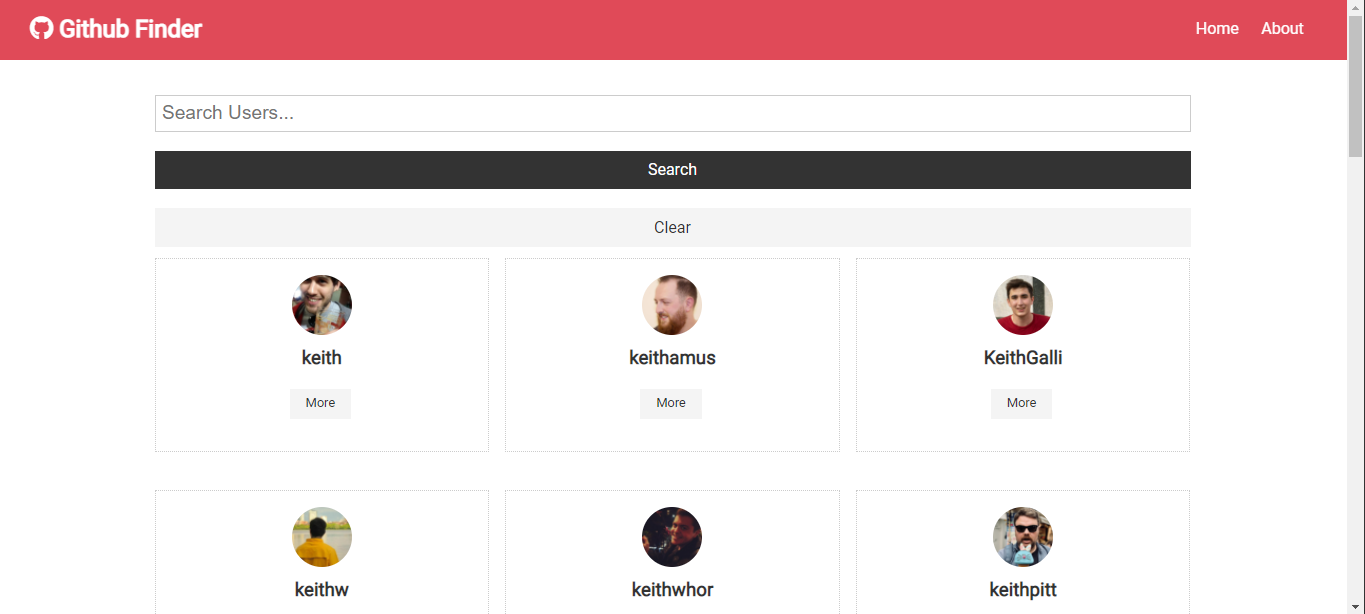 Github Finder
Home About
Search Users...
Search
Clear
keith keithamus KeithGalli
More More More
keithw keithwhor keithpitt